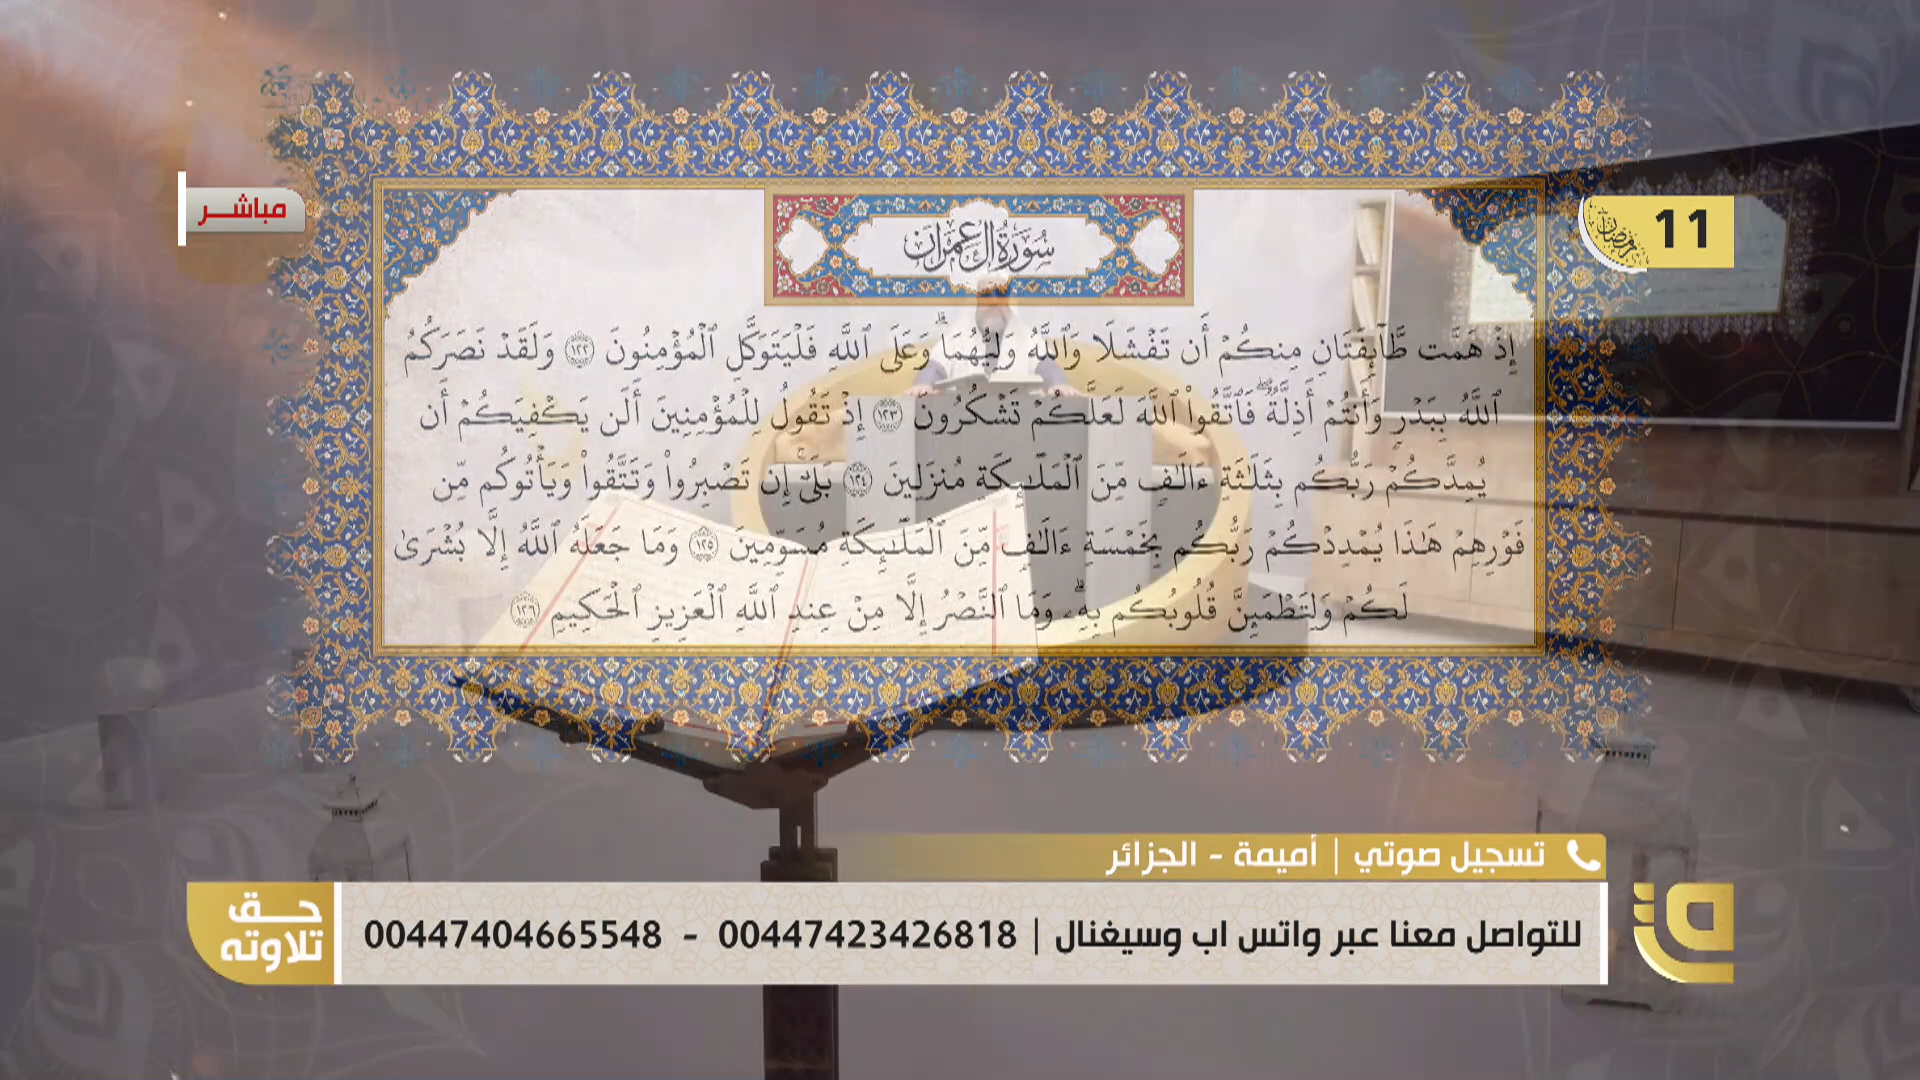 مباشر
11
رمضان
سُورَةُ آلِ عِمْرَان
إِذْ هَمَّت طَّآئِفَتَانِ مِنكُمْ أَن تَفْشَلَا وَٱللَّهُ وَلِيُّهُمَا ۗ وَعَلَى ٱللَّهِ فَلْيَتَوَكَّلِ ٱلْمُؤْمِنُونَ ١٢٢ وَلَقَدْ نَصَرَكُمُ
ٱللَّهُ بِبَدْرٍ وَأَنتُمْ أَذِلَّةٌ ۖ فَٱتَّقُوا۟ ٱللَّهَ لَعَلَّكُمْ تَشْكُرُونَ ١٢٣ إِذْ تَقُولُ لِلْمُؤْمِنِينَ أَلَن يَكْفِيَكُمْ أَن
يُمِدَّكُمْ رَبُّكُم بِثَلَـٰثَةِ ءَالَـٰفٍ مِّنَ ٱلْمَلَـٰٓئِكَةِ مُنزَلِينَ ١٢٤ بَلَىٰٓ ۚ إِن تَصْبِرُوا۟ وَتَتَّقُوا۟ وَيَأْتُوكُم مِّن
فَوْرِهِمْ هَـٰذَا يُمْدِدْكُمْ رَبُّكُم بِخَمْسَةِ ءَالَـٰفٍ مِّنَ ٱلْمَلَـٰٓئِكَةِ مُسَوِّمِينَ ١٢٥ وَمَا جَعَلَهُ ٱللَّهُ إِلَّا بُشْرَىٰ
لَكُمْ وَلِتَطْمَئِنَّ قُلُوبُكُم بِهِۦ ۗ وَمَا ٱلنَّصْرُ إِلَّا مِنْ عِندِ ٱللَّهِ ٱلْعَزِيزِ ٱلْحَكِيمِ ١٢٦
تسجيل صوتي | أميمة - الجزائر
للتواصل معنا عبر واتس اب وسيغنال | 00447423426818 - 00447404665548
حق
تلاوته